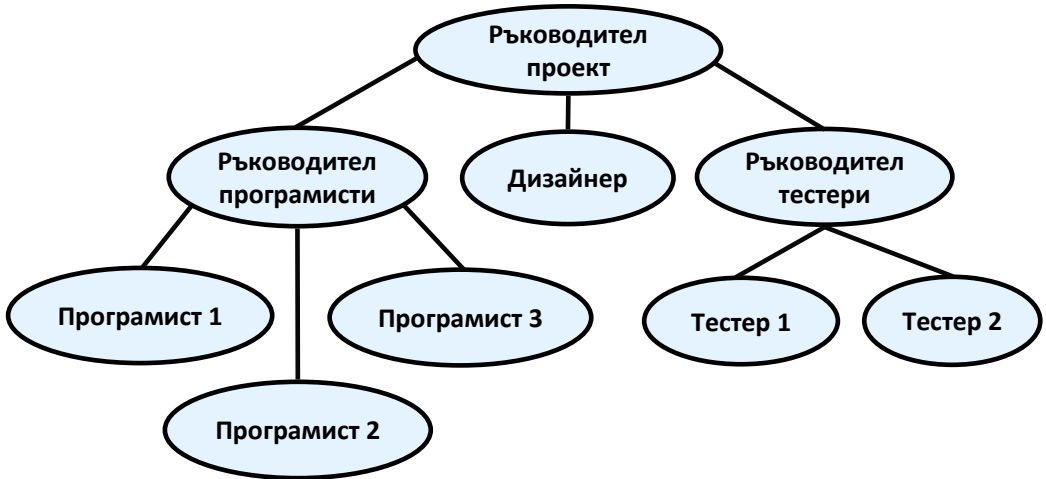 Ръководител
проект
Ръководител
програмисти
Дизайнер
Ръководител
тестери
Програмист 1
Програмист 3
Тестер 1
Тестер 2
Програмист 2